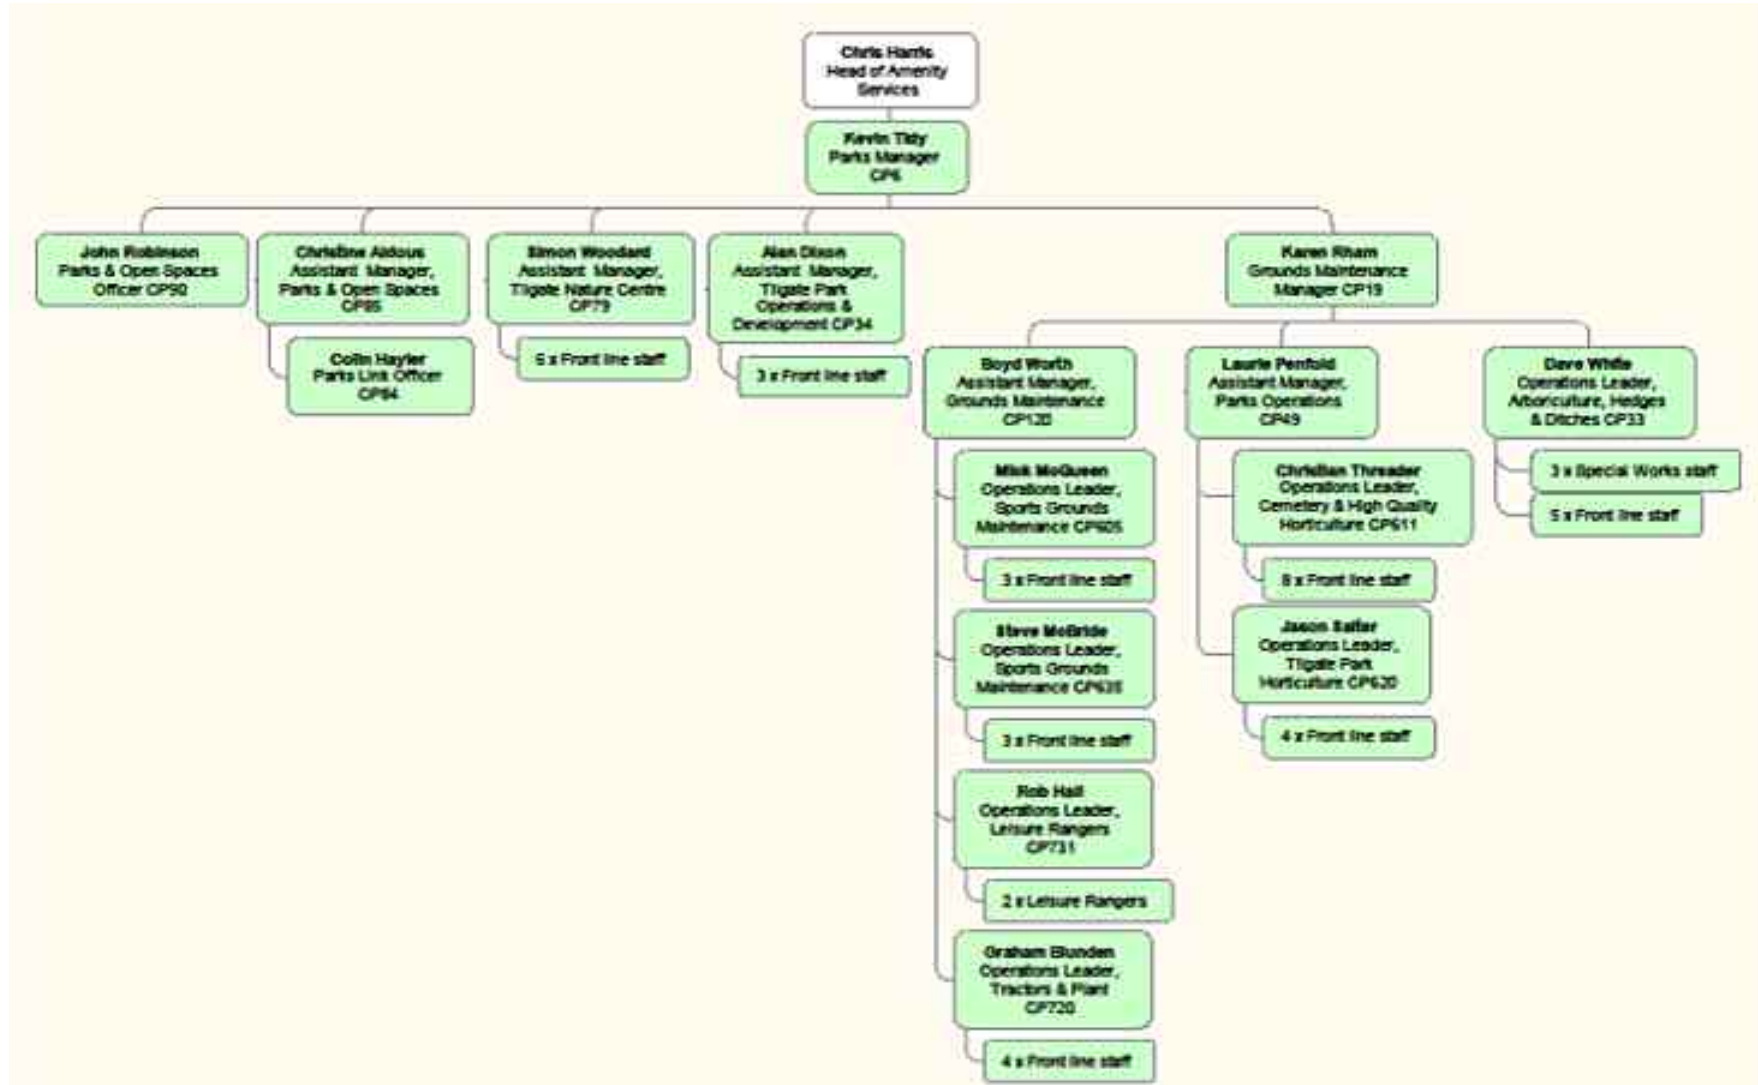 Chris Harris
Head of Amenity
Services
Kevin Tidy
Parks Manager
CP6
John Robinson
Parks & Open Spaces
Officer CP90
Christine Aldous
Assistant Manager,
Parks & Open Spaces
CP85
Colin Hayler
Parks Link Officer
Simon Woodard
Assistant Manager,
Tilgate Nature Centre
CP79
x Front line staff
Alan Dixon
Assistant Manager,
Tilgate Park
Operations &
Development CP34
3 x Front line staff
Karen Rham
Grounds Maintenance
Manager CP19
Boyd Worth
Assistant Manager,
Grounds Maintenance
CP120
Mick McQueen
Operations Leader,
Sports Grounds
Maintenance CP605
3 x Front line staff
Steve McBride
Operations Leader,
Sports Grounds
Maintenance
3 x Front line staff
Rob Hall
Operations Leader,
Leisure Rangers
CP731
2 x Leisure Rangers
Graham Blunden
Operations Leader,
Tractors & Plant
CP720
4 x Front line staff
Laurie Penfold
Assistant Manager,
Parks Operations
CP49
Christian Threader
Operations Leader,
Cemetery & High Quality
Horticulture CP611
8 x Front line staff
Jason Salter
Operations Leader,
Tilgate Park
Horticulture CP620
4 x Front line staff
Dave White
Operations Leader,
Arboriculture, Hedges
& Ditches CP33
3 x Special Works staff
5 x Front line staff